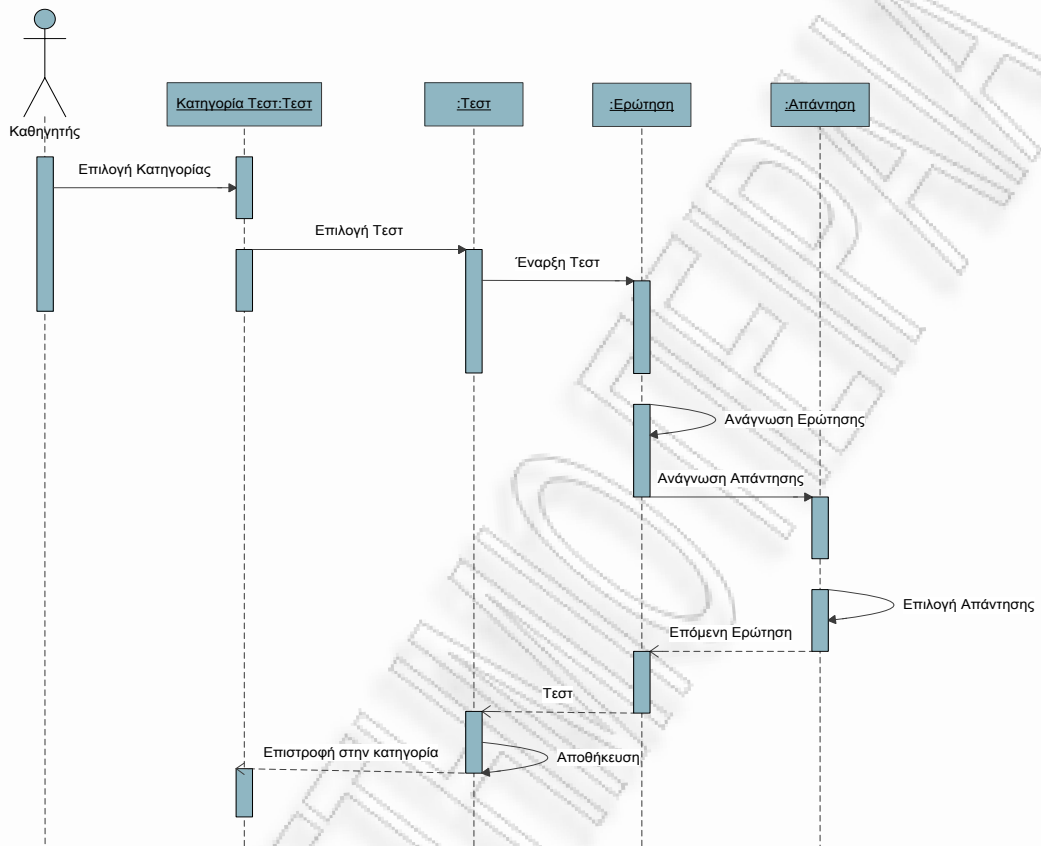 Καθηγητής
Κατηγορία Τεστ:Τεστ
:Τεστ
:Ερώτηση
:Απάντηση
Επιλογή Κατηγορίας
Επιλογή Τεστ
Έναρξη Τεστ
Ανάγνωση Ερώτησης
Ανάγνωση Απάντησης
Επιλογή Απάντησης
Επόμενη Ερώτηση
Τεστ
Επιστροφή στην κατηγορία
Αποθήκευση